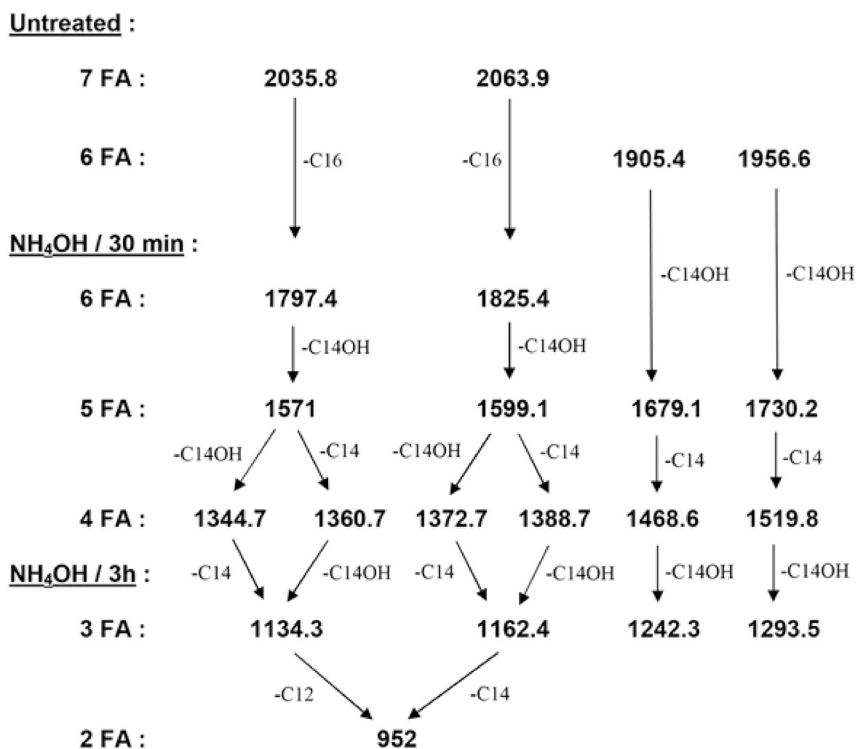 Untreated :
7 FA : 2035.8 2063.9
-C16 -C16
6 FA : 1905.4 1956.6
NH₄OH / 30 min :
-C14OH -C14OH
6 FA : 1797.4 1825.4
-C14OH -C14OH
5 FA : 1571 1599.1 1679.1 1730.2
-C14OH -C14 -C14OH -C14 -C14 -C14
4 FA : 1344.7 1360.7 1372.7 1388.7 1468.6 1519.8
NH₄OH / 3h : -C14 -C14OH -C14 -C14OH -C14OH -C14OH
3 FA : 1134.3 1162.4 1242.3 1293.5
-C12 -C14
2 FA : 952